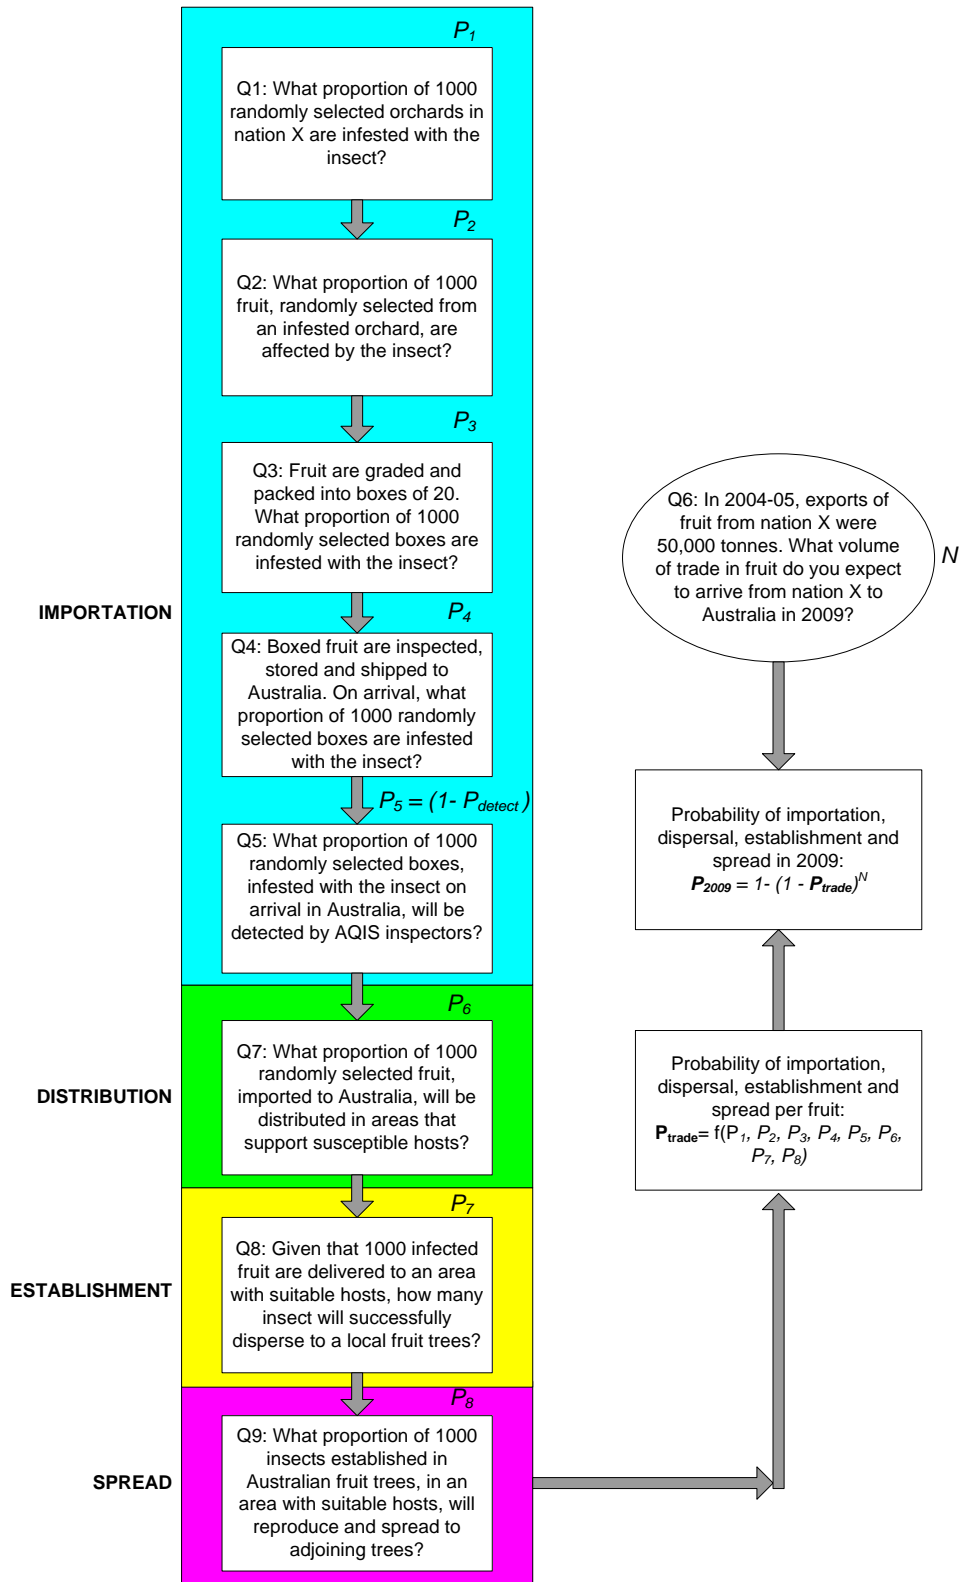 P1
Q1: What proportion of 1000
randomly selected orchards in
nation X are infested with the
insect?
P2
Q2: What proportion of 1000
fruit, randomly selected from
an infested orchard, are
affected by the insect?
P3
Q3: Fruit are graded and
packed into boxes of 20.
What proportion of 1000
randomly selected boxes are
infested with the insect?
IMPORTATION
P4
Q4: Boxed fruit are inspected,
stored and shipped to
Australia. On arrival, what
proportion of 1000 randomly
selected boxes are infested
with the insect?
P5 = (1- Pdetect)
Q5: What proportion of 1000
randomly selected boxes,
infested with the insect on
arrival in Australia, will be
detected by AQIS inspectors?
P6
DISTRIBUTION
Q7: What proportion of 1000
randomly selected fruit,
imported to Australia, will be
distributed in areas that
support susceptible hosts?
P7
ESTABLISHMENT
Q8: Given that 1000 infected
fruit are delivered to an area
with suitable hosts, how many
insect will successfully
disperse to a local fruit trees?
P8
SPREAD
Q9: What proportion of 1000
insects established in
Australian fruit trees, in an
area with suitable hosts, will
reproduce and spread to
adjoining trees?
Q6: In 2004-05, exports of
fruit from nation X were
50,000 tonnes. What volume
of trade in fruit do you expect
to arrive from nation X to
Australia in 2009?
N
Probability of importation,
dispersal, establishment and
spread in 2009:
P2009 = 1- (1 - Ptrade)^N
Probability of importation,
dispersal, establishment and
spread per fruit:
Ptrade= f(P1, P2, P3, P4, P5, P6,
P7, P8)